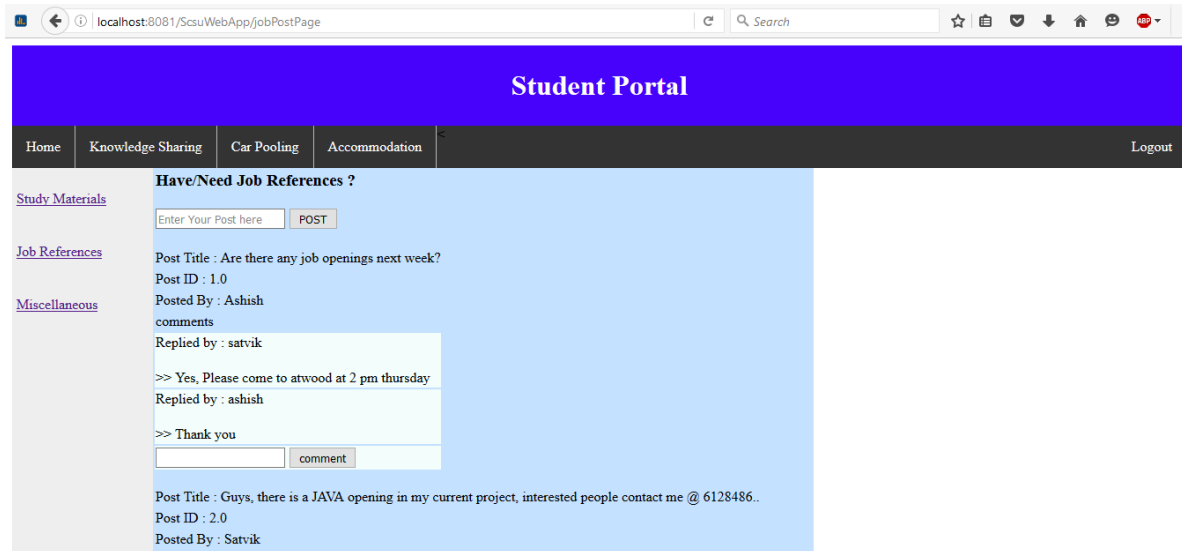 localhost:8081/ScsuWebApp/jobPostPage
Search
ABP
Student Portal
Home Knowledge Sharing Car Pooling Accommodation < Logout
Study Materials
Job References
Miscellaneous
Have/Need Job References ?
Enter Your Post here POST
Post Title : Are there any job openings next week?
Post ID : 1.0
Posted By : Ashish
comments
Replied by : satvik
>> Yes, Please come to atwood at 2 pm thursday
Replied by : ashish
>> Thank you
comment
Post Title : Guys, there is a JAVA opening in my current project, interested people contact me @ 6128486..
Post ID : 2.0
Posted By : Satvik